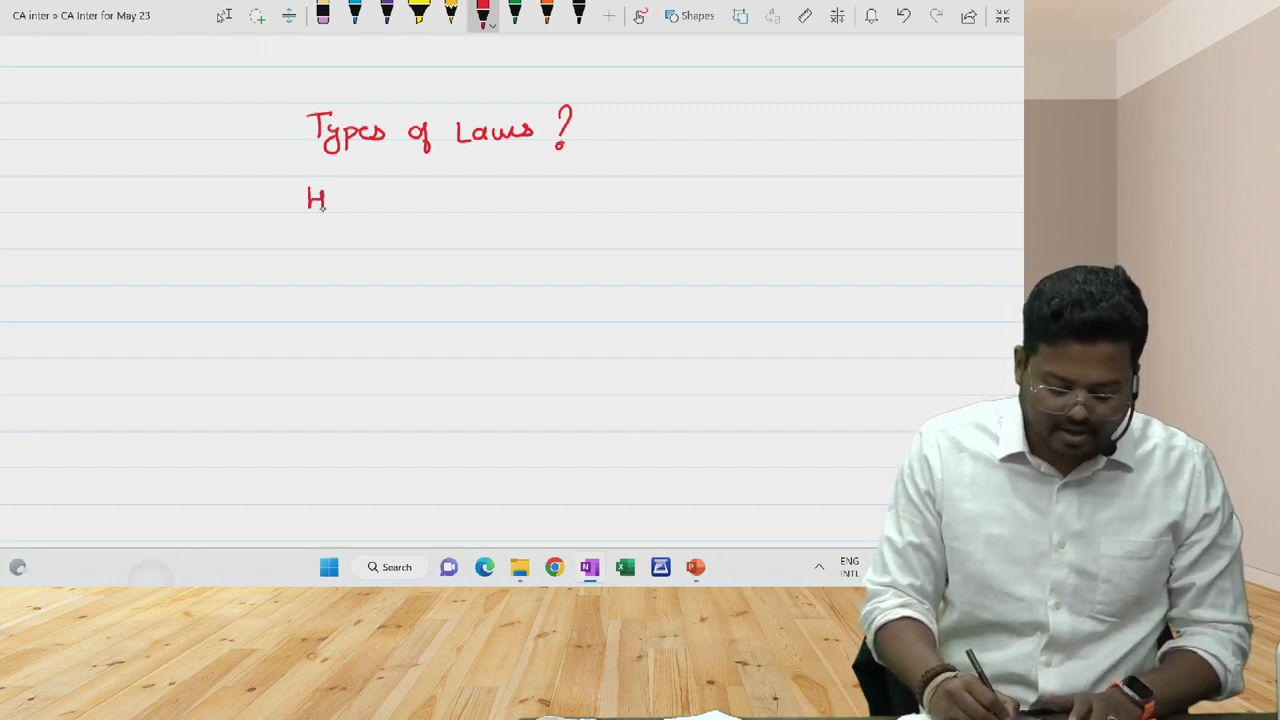 CA inter » CA Inter for May 23
Shapes
Types of Laws ?
H
Search
ENG
INTL